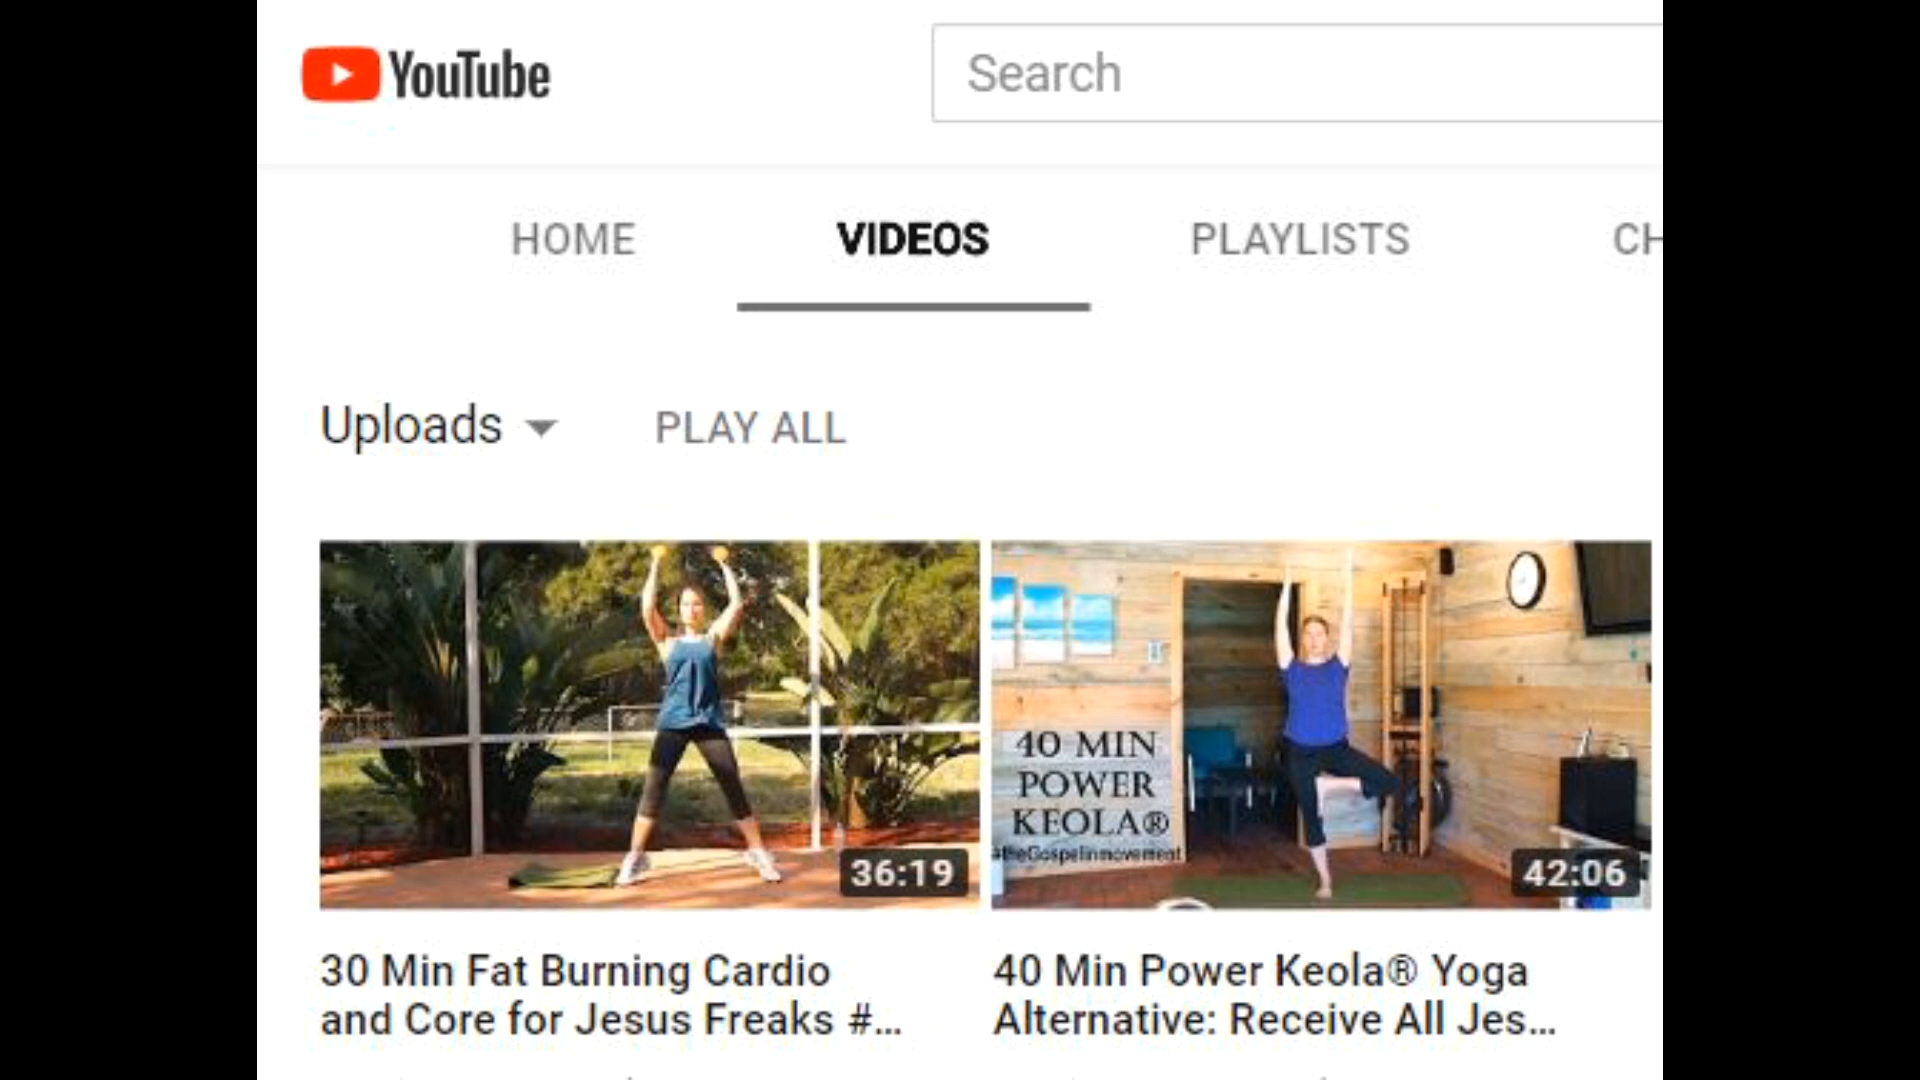 YouTube
Search
HOME
VIDEOS
PLAYLISTS
CH
Uploads
PLAY ALL
36:19
40 MIN
POWER
KEOLA®
#theGospelinmovement
42:06
30 Min Fat Burning Cardio
and Core for Jesus Freaks #...
40 Min Power Keola® Yoga
Alternative: Receive All Jes...